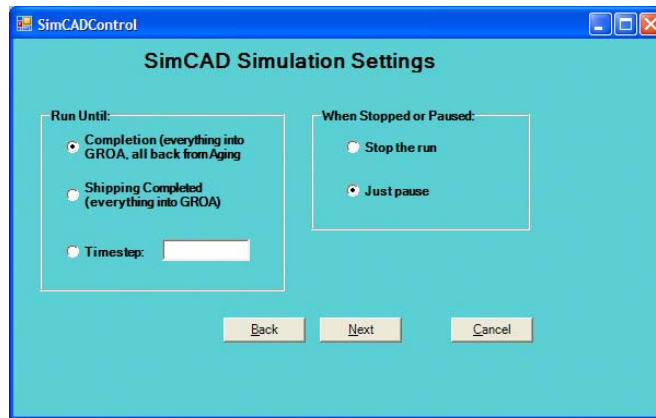 SimCADControl
SimCAD Simulation Settings
Run Until:
Completion (everything into
GROA, all back from Aging
Shipping Completed
(everything into GROA)
Timestep:
When Stopped or Paused:
Stop the run
Just pause
Back
Next
Cancel